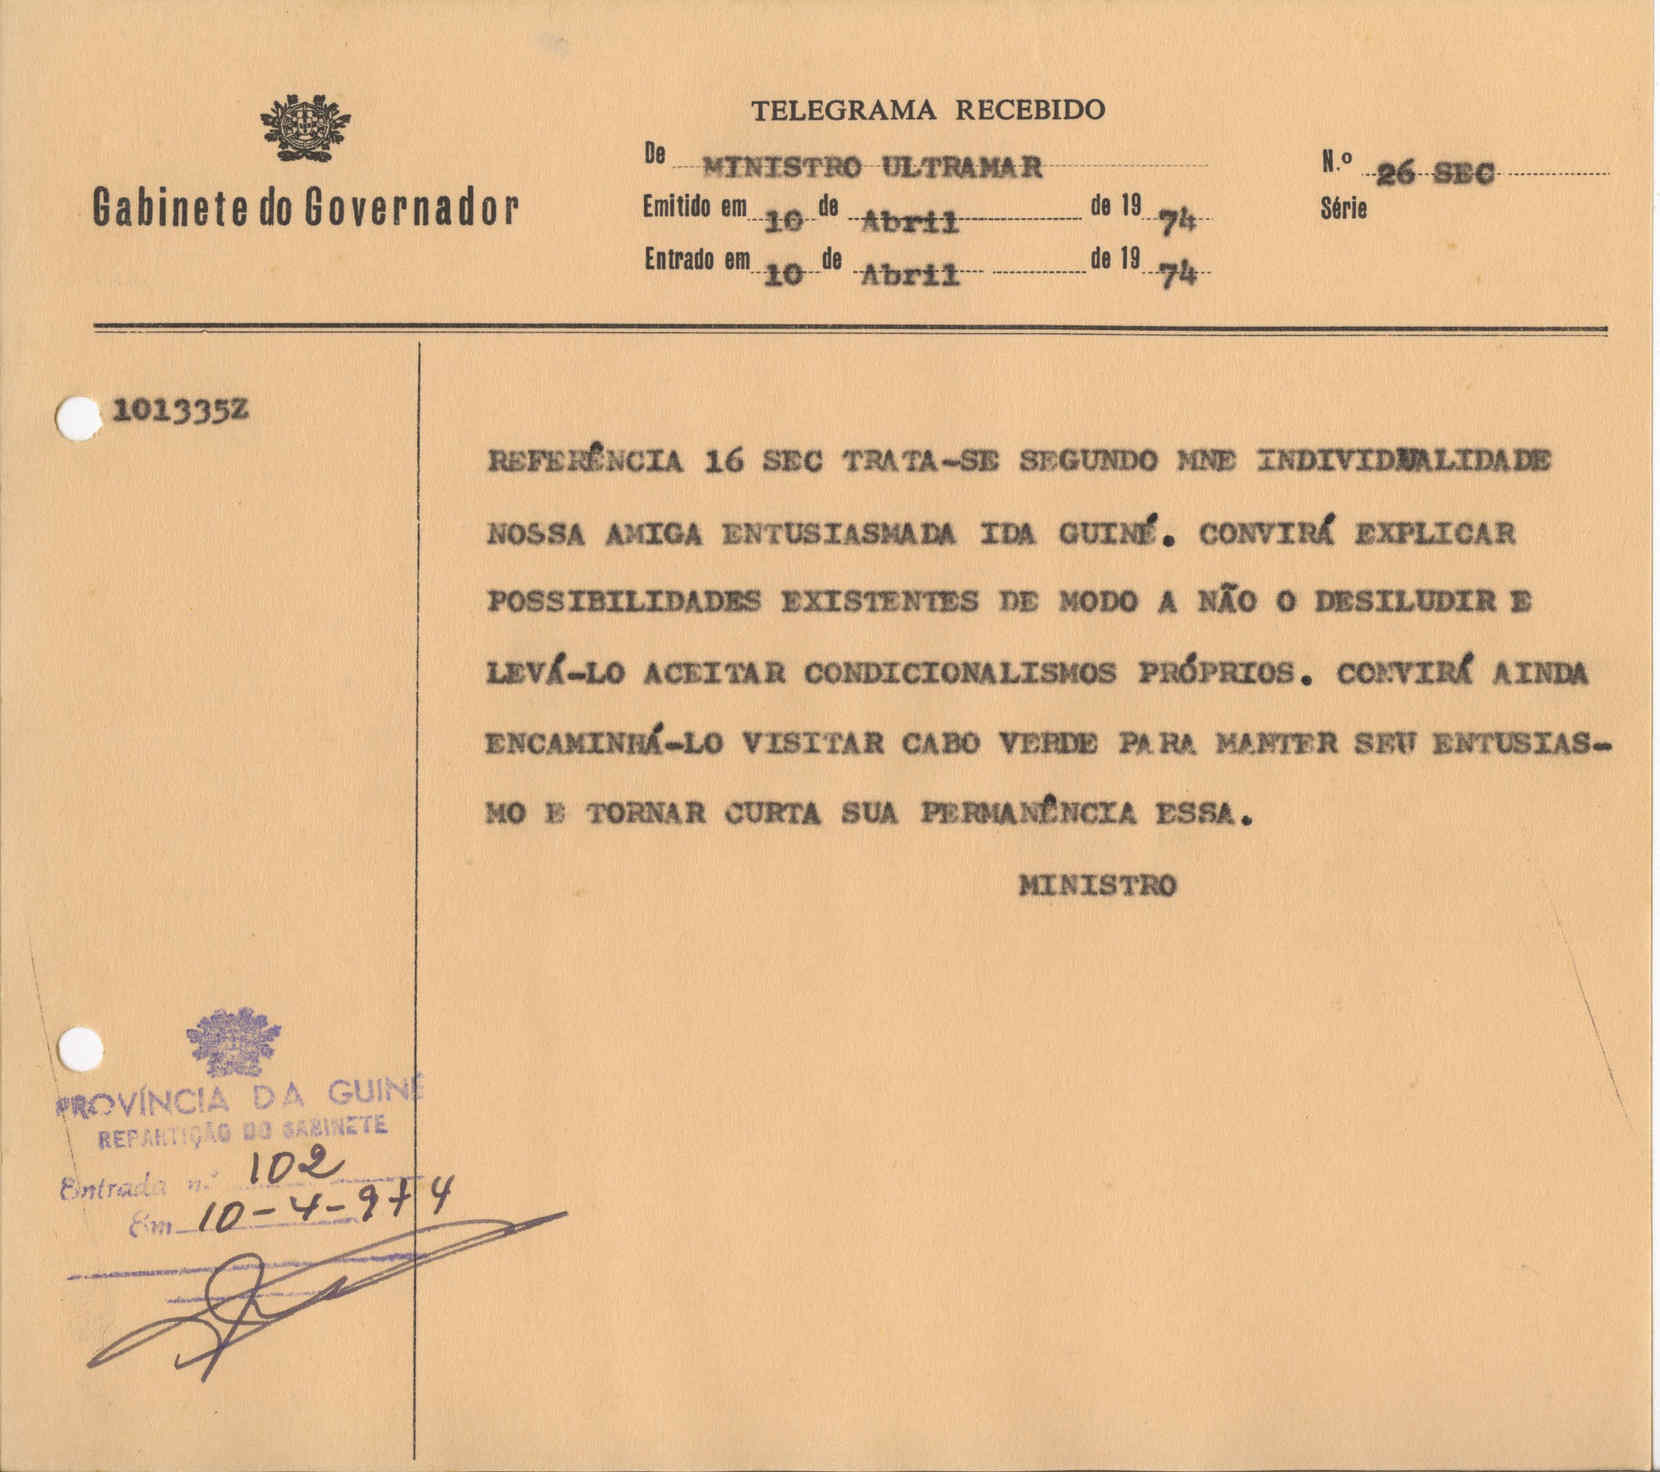 TELEGRAMA RECEBIDO
Gabinete do Governador
De MINISTRO ULTRAMAR
N.º 26 SEC
Emitido em 10 de Abril de 19 74
Série
Entrado em 10 de Abril de 19 74
101335Z
REFERÊNCIA 16 SEC TRATA-SE SEGUNDO MNE INDIVIDUALIDADE
NOSSA AMIGA ENTUSIASMADA IDA GUINÉ. CONVIRÁ EXPLICAR
POSSIBILIDADES EXISTENTES DE MODO A NÃO O DESILUDIR E
LEVÁ-LO ACEITAR CONDICIONALISMOS PRÓPRIOS. CONVIRÁ AINDA
ENCAMINHÁ-LO VISITAR CABO VERDE PARA MANTER SEU ENTUSIAS-
MO E TORNAR CURTA SUA PERMANÊNCIA ESSA.
MINISTRO
PROVÍNCIA DA GUINÉ
REPARTIÇÃO DO GABINETE
Entrada n.º 102
Em 10-4-974